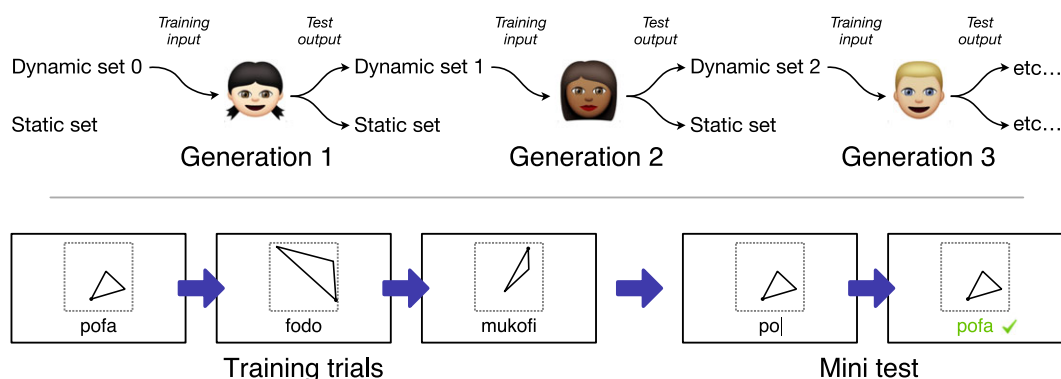 Training input
Test output
Training input
Test output
Training input
Test output
Dynamic set 0
Dynamic set 1
Dynamic set 2
etc…
Static set
Static set
Static set
etc…
Generation 1
Generation 2
Generation 3
pofa
fodo
mukofi
po
pofa ✓
Training trials
Mini test